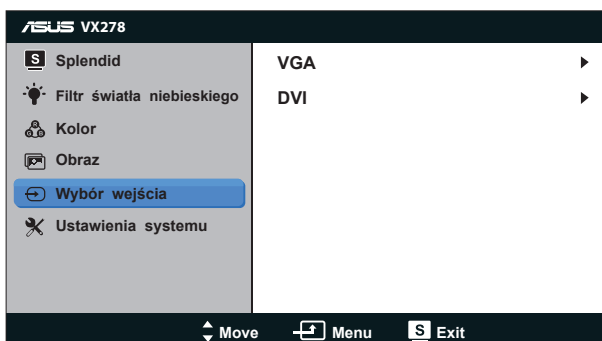 ASUS VX278
S Splendid
Filtr światła niebieskiego
Kolor
Obraz
Wybór wejścia
Ustawienia systemu
VGA
DVI
Move Menu S Exit